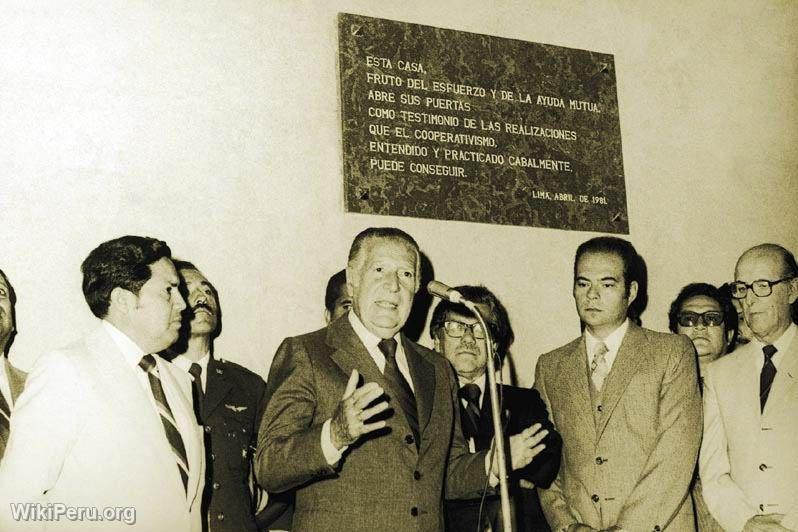 ESTA CASA,
FRUTO DEL ESFUERZO Y DE LA AYUDA MUTUA,
ABRE SUS PUERTAS
COMO TESTIMONIO DE LAS REALIZACIONES
QUE EL COOPERATIVISMO,
ENTENDIDO Y PRACTICADO CABALMENTE,
PUEDE CONSEGUIR.
LIMA, ABRIL DE 1981.
WikiPeru.org